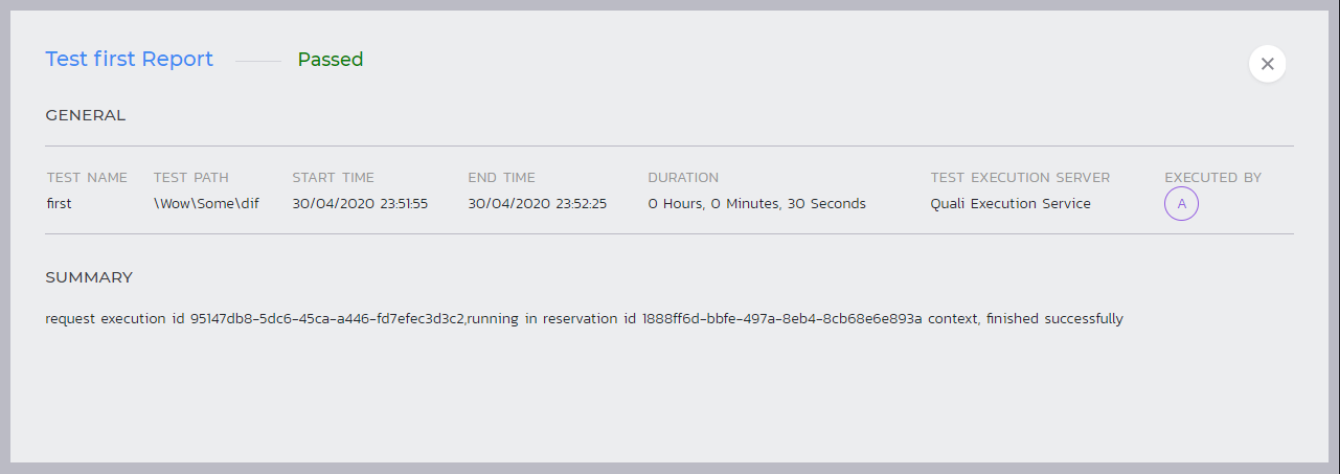 Test first Report Passed
GENERAL
TEST NAME TEST PATH START TIME END TIME DURATION TEST EXECUTION SERVER EXECUTED BY
first \Wow\Some\dif 30/04/2020 23:51:55 30/04/2020 23:52:25 0 Hours, 0 Minutes, 30 Seconds Quali Execution Service A
SUMMARY
request execution id 95147db8-5dc6-45ca-a446-fd7efec3d3c2,running in reservation id 1888ff6d-bbfe-497a-8eb4-8cb68e6e893a context, finished successfully